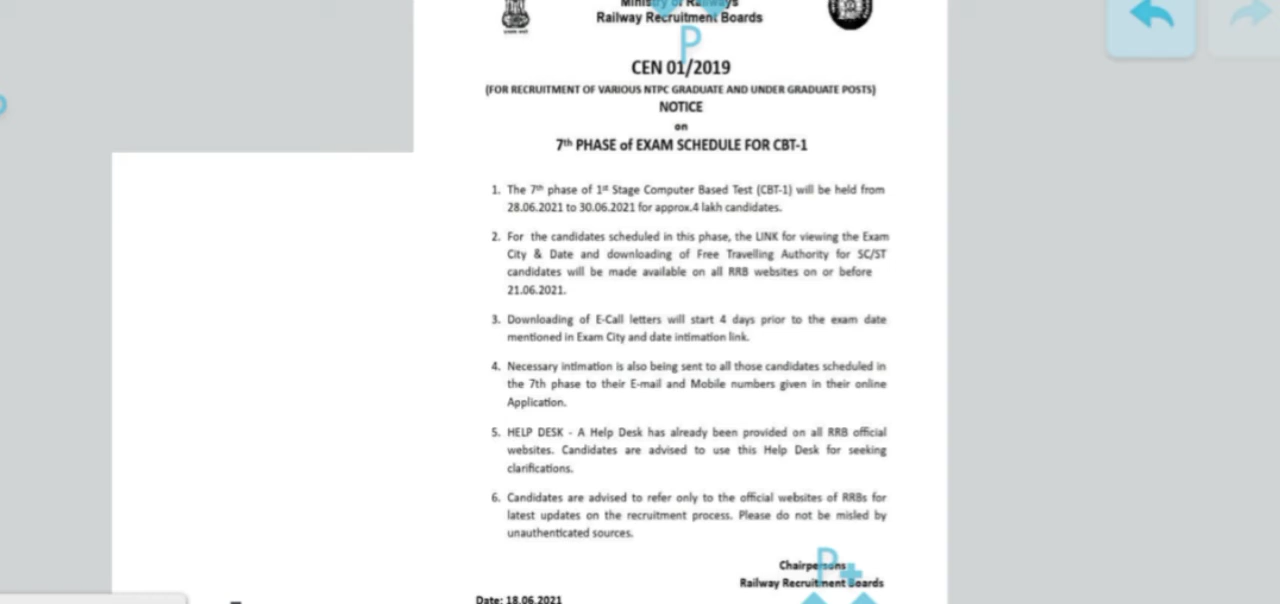 Ministry of Railways
Railway Recruitment Boards
P
CEN 01/2019
(FOR RECRUITMENT OF VARIOUS NTPC GRADUATE AND UNDER GRADUATE POSTS)
NOTICE
on
7th PHASE of EXAM SCHEDULE FOR CBT-1
1. The 7th phase of 1st Stage Computer Based Test (CBT-1) will be held from
28.06.2021 to 30.06.2021 for approx.4 lakh candidates.
2. For the candidates scheduled in this phase, the LINK for viewing the Exam
City & Date and downloading of Free Travelling Authority for SC/ST
candidates will be made available on all RRB websites on or before
21.06.2021.
3. Downloading of E-Call letters will start 4 days prior to the exam date
mentioned in Exam City and date intimation link.
4. Necessary intimation is also being sent to all those candidates scheduled in
the 7th phase to their E-mail and Mobile numbers given in their online
Application.
5. HELP DESK - A Help Desk has already been provided on all RRB official
websites. Candidates are advised to use this Help Desk for seeking
clarifications.
6. Candidates are advised to refer only to the official websites of RRBs for
latest updates on the recruitment process. Please do not be misled by
unauthenticated sources.
Chairpersons
P+
Railway Recruitment Boards
Date: 18.06.2021